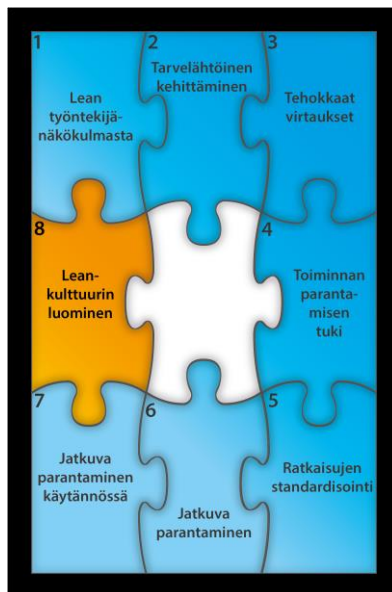 1
Lean
työntekijä-
näkökulmasta
2
Tarvelähtöinen
kehittäminen
3
Tehokkaat
virtaukset
8
Lean-
kulttuurin
luominen
4
Toiminnan
paranta-
misen
tuki
7
Jatkuva
parantaminen
käytännössä
6
Jatkuva
parantaminen
5
Ratkaisujen
standardisointi